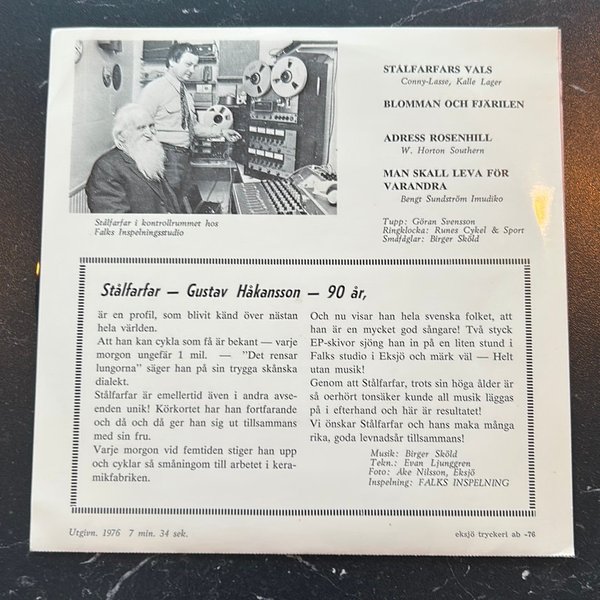 STÅLFARFARS VALS
Conny-Lasse, Kalle Lager
BLOMMAN OCH FJÄRILEN
ADRESS ROSENHILL
W. Horton Southern
MAN SKALL LEVA FÖR
VARANDRA
Bengt Sundström Imudiko
Tupp: Göran Svensson
Ringklocka: Runes Cykel & Sport
Småfåglar: Birger Sköld
Stålfarfar i kontrollrummet hos
Falks Inspelningsstudio
Stålfarfar — Gustav Håkansson — 90 år,
är en profil, som blivit känd över nästan
hela världen.
Att han kan cykla som få är bekant — varje
morgon ungefär 1 mil. — "Det rensar
lungorna" säger han på sin trygga skånska
dialekt.
Stålfarfar är emellertid även i andra avse-
enden unik! Körkortet har han fortfarande
och då och då ger han sig ut tillsammans
med sin fru.
Varje morgon vid femtiden stiger han upp
och cyklar så småningom till arbetet i kera-
mikfabriken.
Och nu visar han hela svenska folket, att
han är en mycket god sångare! Två styck
EP-skivor sjöng han in på en liten stund i
Falks studio i Eksjö och märk väl — Helt
utan musik!
Genom att Stålfarfar, trots sin höga ålder är
så oerhört tonsäker kunde all musik läggas
på i efterhand och här är resultatet!
Vi önskar Stålfarfar och hans maka många
rika, goda levnadsår tillsammans!
Musik: Birger Sköld
Tekn.: Evan Ljunggren
Foto: Åke Nilsson, Eksjö
Inspelning: FALKS INSPELNING
Utgivn. 1976 7 min. 34 sek.
eksjö tryckeri ab -76